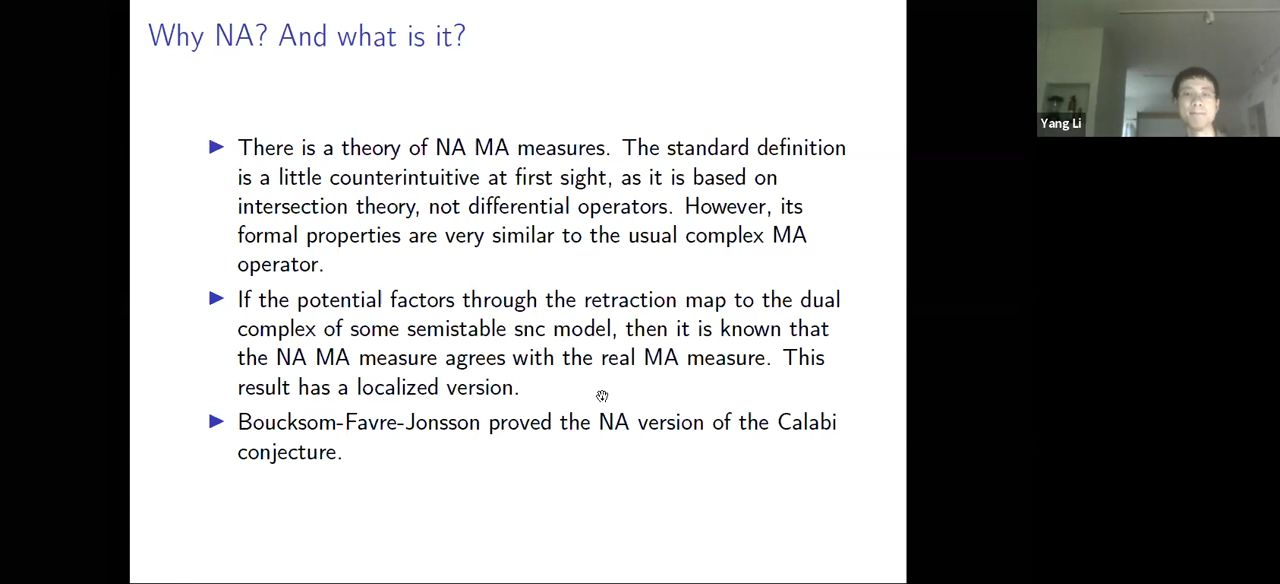 Why NA? And what is it?
There is a theory of NA MA measures. The standard definition
is a little counterintuitive at first sight, as it is based on
intersection theory, not differential operators. However, its
formal properties are very similar to the usual complex MA
operator.
If the potential factors through the retraction map to the dual
complex of some semistable snc model, then it is known that
the NA MA measure agrees with the real MA measure. This
result has a localized version.
Boucksom-Favre-Jonsson proved the NA version of the Calabi
conjecture.
Yang Li